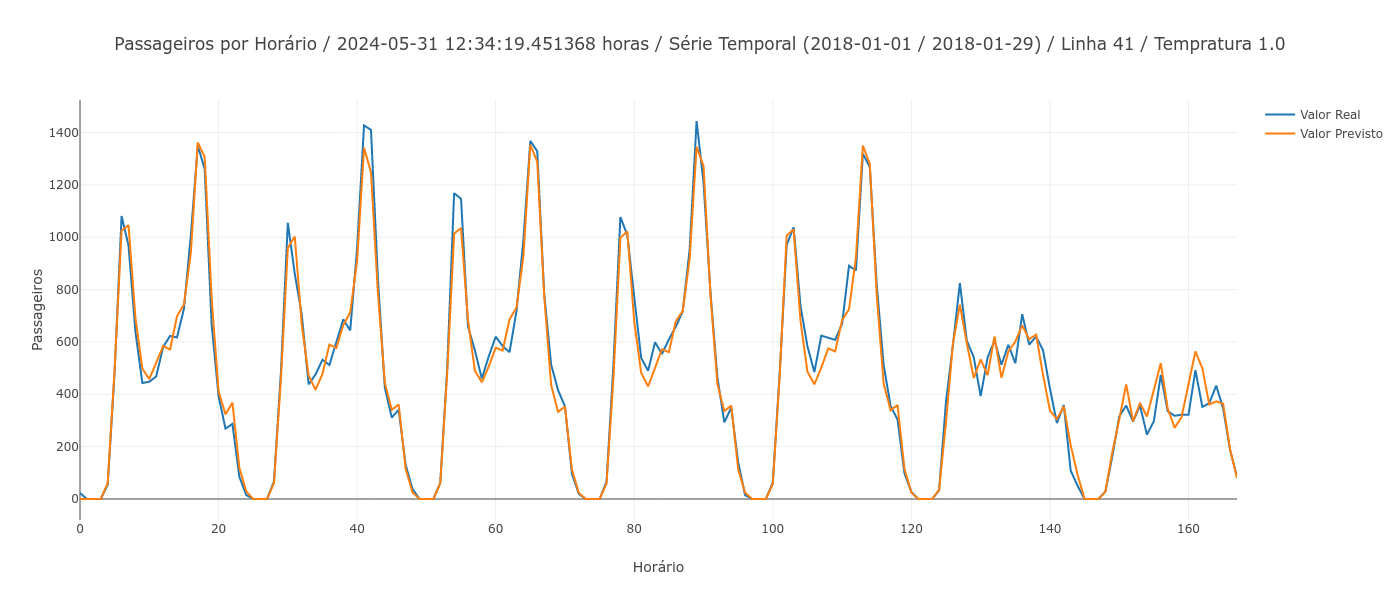 Passageiros por Horário / 2024-05-31 12:34:19.451368 horas / Série Temporal (2018-01-01 / 2018-01-29) / Linha 41 / Tempratura 1.0
Valor Real
Valor Previsto
Passageiros
1400
1200
1000
800
600
400
200
0
0 20 40 60 80 100 120 140 160
Horário